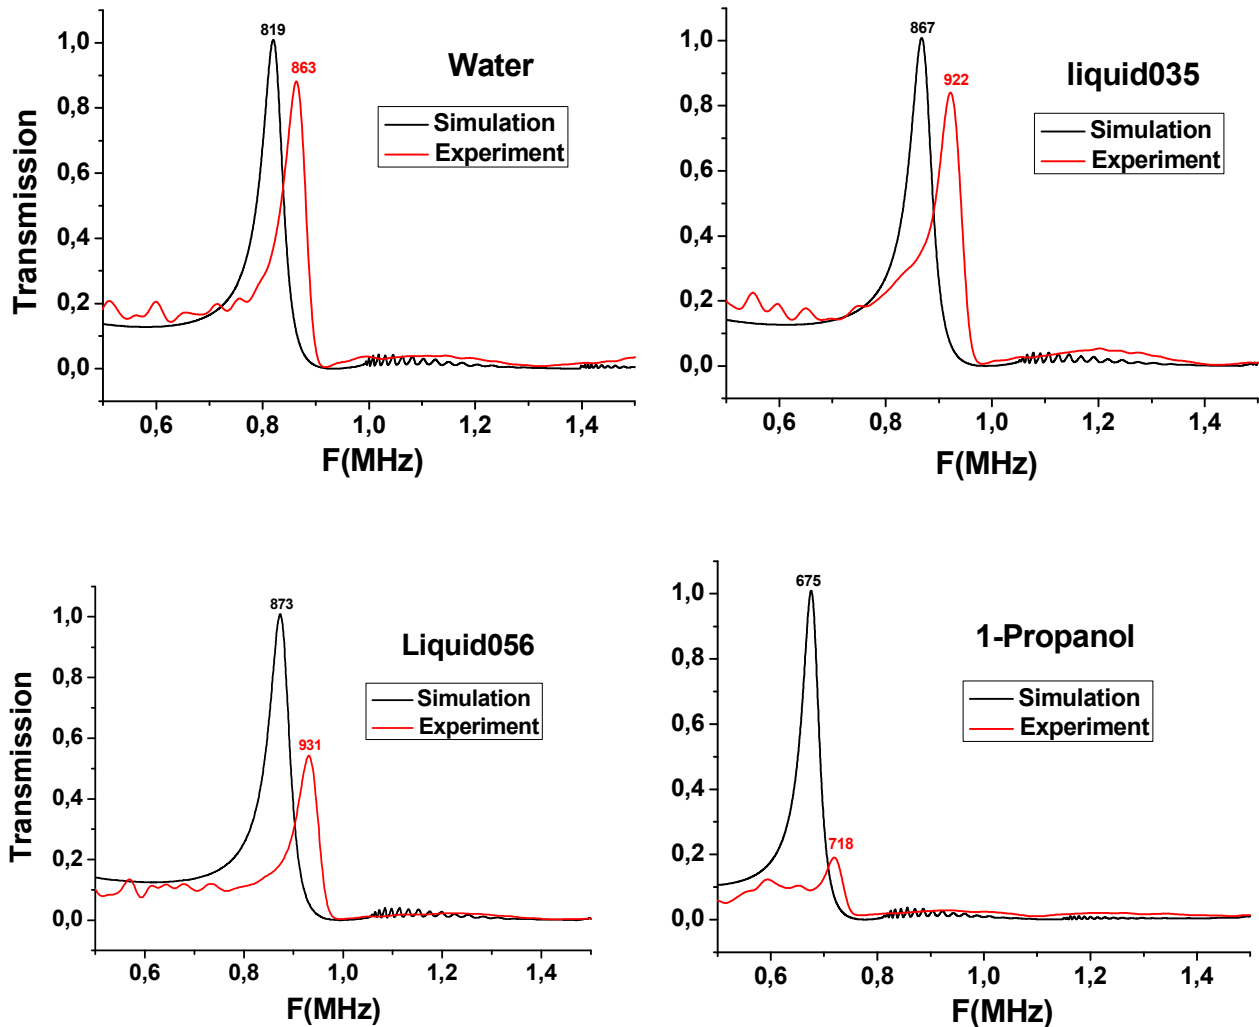 Water
819
863
Simulation
Experiment
Transmission
1,0
0,8
0,6
0,4
0,2
0,0
0,6
0,8
1,0
1,2
1,4
F(MHz)
liquid035
867
922
Simulation
Experiment
1,0
0,8
0,6
0,4
0,2
0,0
0,6
0,8
1,0
1,2
1,4
F(MHz)
Liquid056
873
931
Simulation
Experiment
Transmission
1,0
0,8
0,6
0,4
0,2
0,0
0,6
0,8
1,0
1,2
1,4
F(MHz)
1-Propanol
675
718
Simulation
Experiment
1,0
0,8
0,6
0,4
0,2
0,0
0,6
0,8
1,0
1,2
1,4
F(MHz)